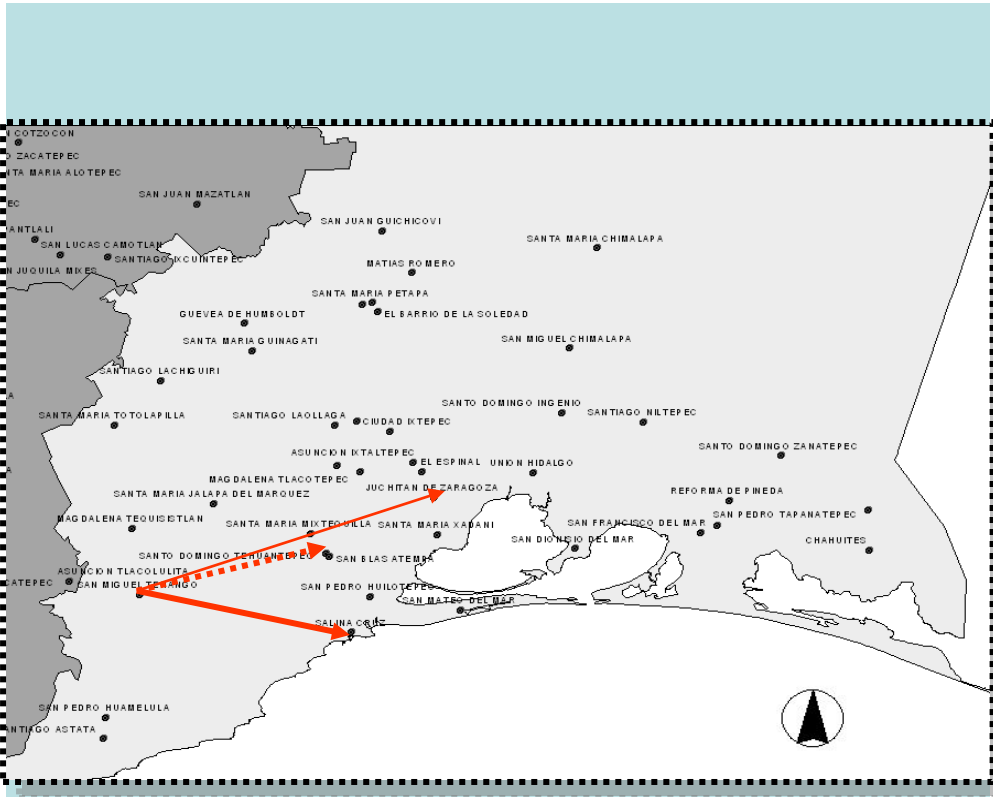 N COTZOCON
O ZACATEPEC
NTA MARIA ALOTEPEC
SAN JUAN MAZATLAN
EC
SAN JUAN GUICHICOVI
ANTLALI
SANTA MARIA CHIMALAPA
SAN LUCAS CAMOTLAN
SANTIAGO IXCUINTEPEC
MATIAS ROMERO
N JUQUILA MIXES
SANTA MARIA PETAPA
GUEVEA DE HUMBOLDT
EL BARRIO DE LA SOLEDAD
SANTA MARIA GUINAGATI
SAN MIGUEL CHIMALAPA
SANTIAGO LACHIGUIRI
A
SANTO DOMINGO INGENIO
SANTA MARIA TOTOLAPILLA
SANTIAGO LAOLLAGA
SANTIAGO NILTEPEC
CIUDAD IXTEPEC
SANTO DOMINGO ZANATEPEC
ASUNCION IXTALTEPEC
EL ESPINAL
UNION HIDALGO
A
MAGDALENA TLACOTEPEC
JUCHITAN DE ZARAGOZA
SANTA MARIA JALAPA DEL MARQUEZ
REFORMA DE PINEDA
MAGDALENA TEQUISISTLAN
SANTA MARIA MIXTEQUILLA
SANTA MARIA XADANI
SAN FRANCISCO DEL MAR
SAN PEDRO TAPANATEPEC
SAN DIONISIO DEL MAR
CHAHUITES
SANTO DOMINGO TEHUANTEPEC
SAN BLAS ATEMPA
ASUNCION TLACOLULITA
CATEPEC
SAN MIGUEL TENANGO
SAN PEDRO HUILOTEPEC
SAN MATEO DEL MAR
SALINA CRUZ
SAN PEDRO HUAMELULA
ANTIAGO ASTATA